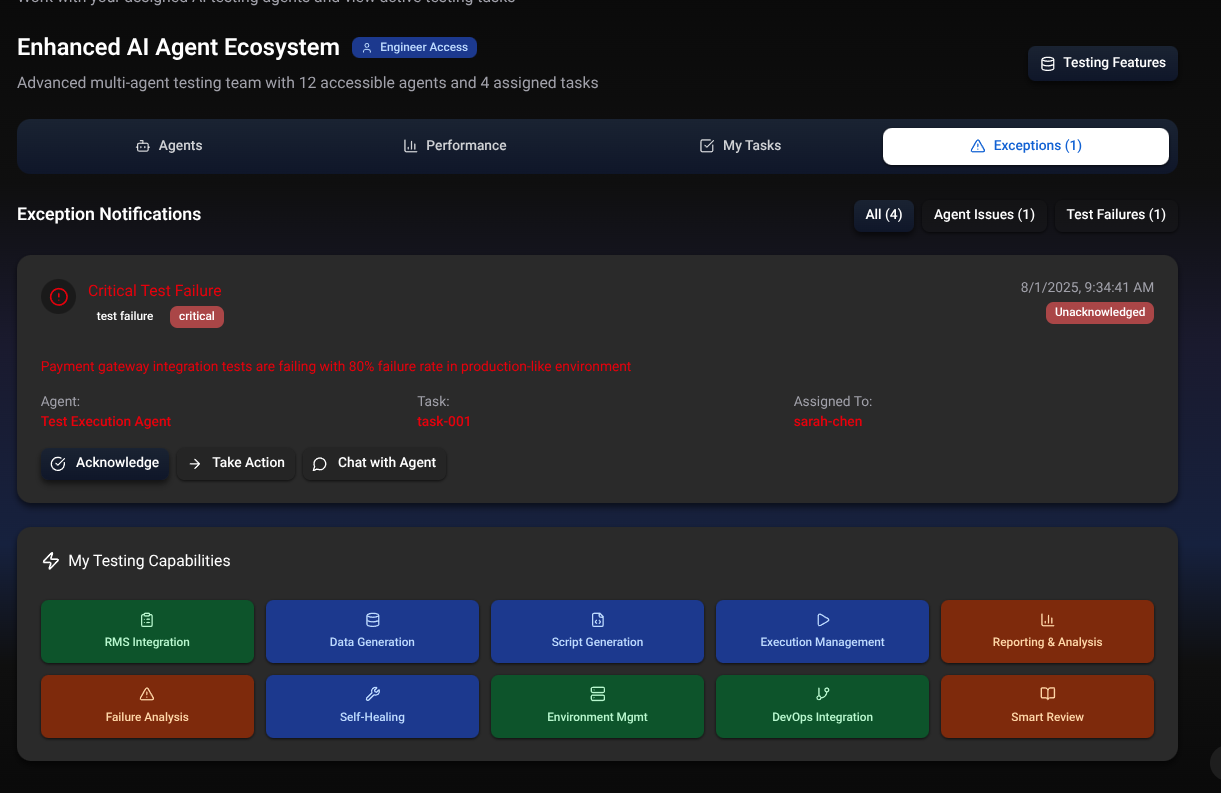 Work with your assigned AI testing agents and view active testing tasks
Enhanced AI Agent Ecosystem
Engineer Access
Testing Features
Advanced multi-agent testing team with 12 accessible agents and 4 assigned tasks
Agents
Performance
My Tasks
Exceptions (1)
Exception Notifications
All (4)
Agent Issues (1)
Test Failures (1)
Critical Test Failure
8/1/2025, 9:34:41 AM
test failure
critical
Unacknowledged
Payment gateway integration tests are failing with 80% failure rate in production-like environment
Agent:
Task:
Assigned To:
Test Execution Agent
task-001
sarah-chen
Acknowledge
Take Action
Chat with Agent
My Testing Capabilities
RMS Integration
Data Generation
Script Generation
Execution Management
Reporting & Analysis
Failure Analysis
Self-Healing
Environment Mgmt
DevOps Integration
Smart Review